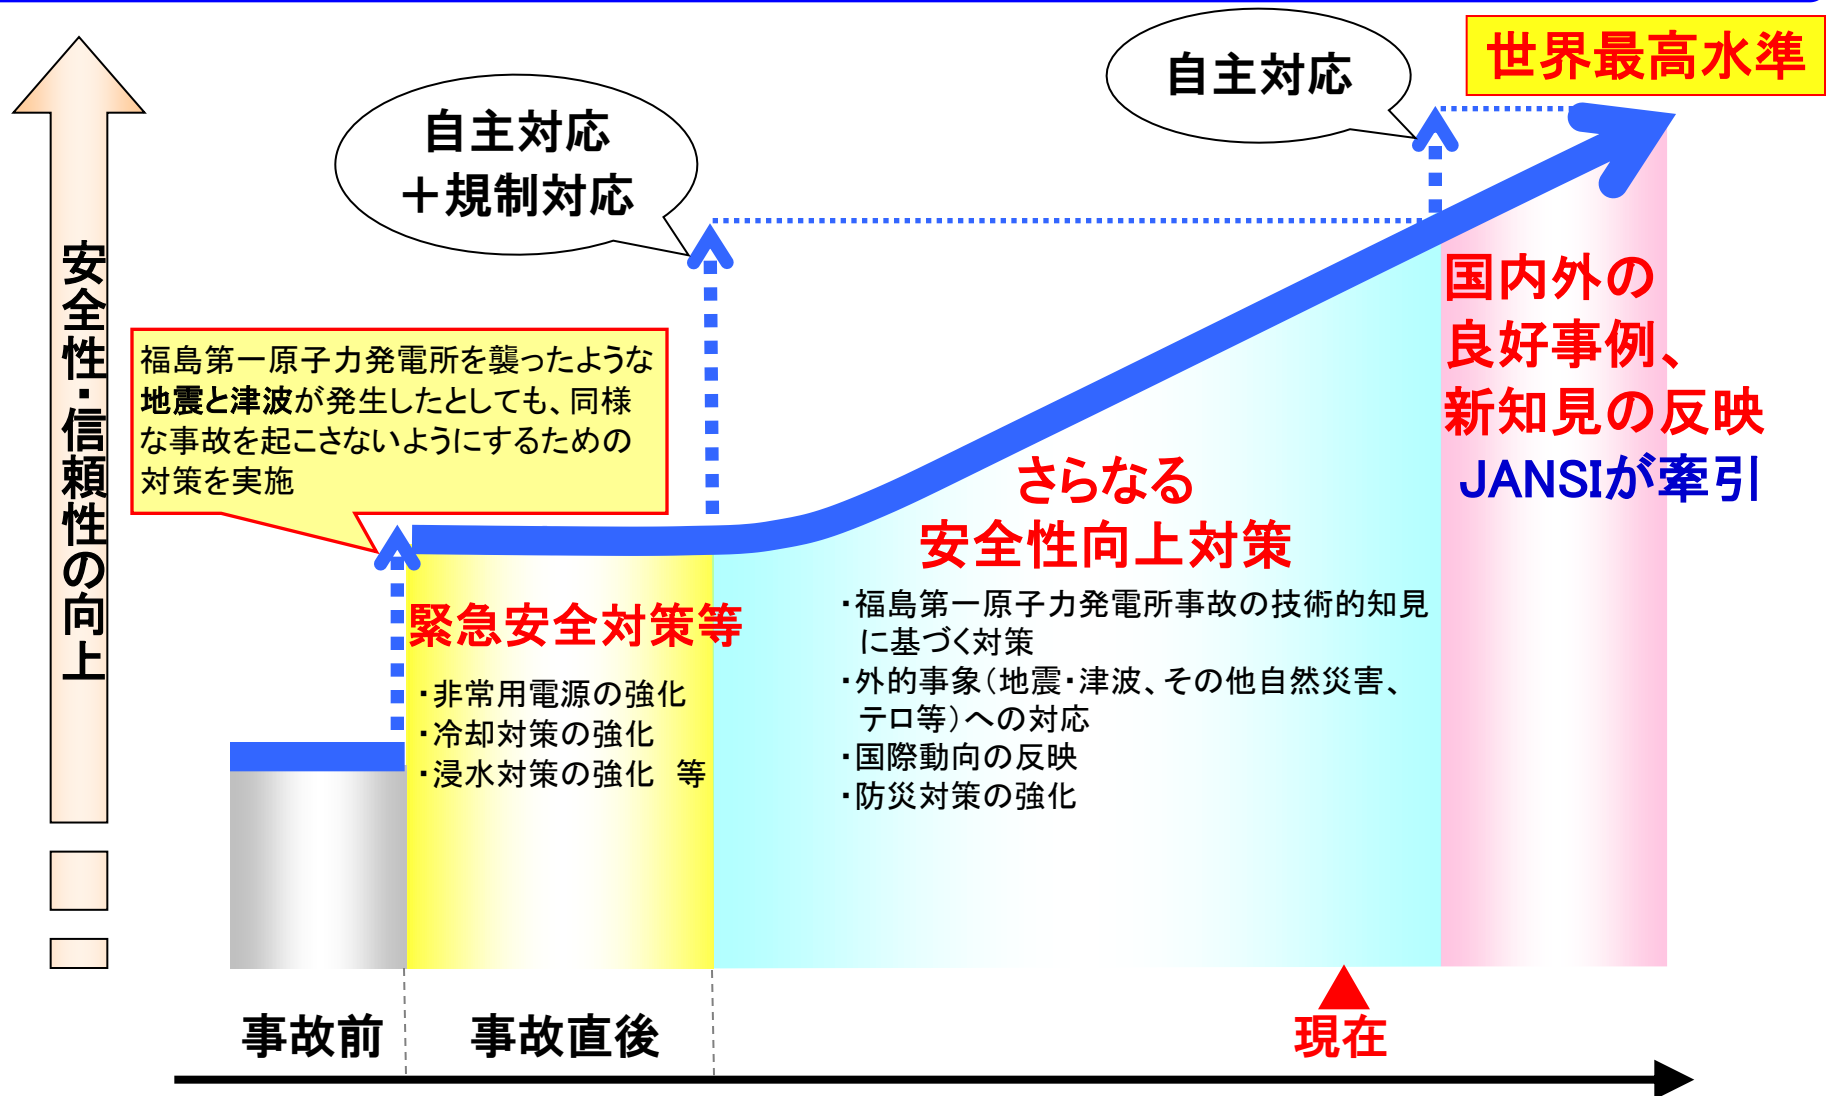 世界最高水準
自主対応
自主対応
＋規制対応
安全性・信頼性の向上
福島第一原子力発電所を襲ったような
地震と津波が発生したとしても、同様
な事故を起こさないようにするための
対策を実施
国内外の
良好事例、
新知見の反映
JANSIが牽引
さらなる
安全性向上対策
・福島第一原子力発電所事故の技術的知見
に基づく対策
・外的事象（地震・津波、その他自然災害、
テロ等）への対応
・国際動向の反映
・防災対策の強化
緊急安全対策等
・非常用電源の強化
・冷却対策の強化
・浸水対策の強化　等
事故前
事故直後
現在